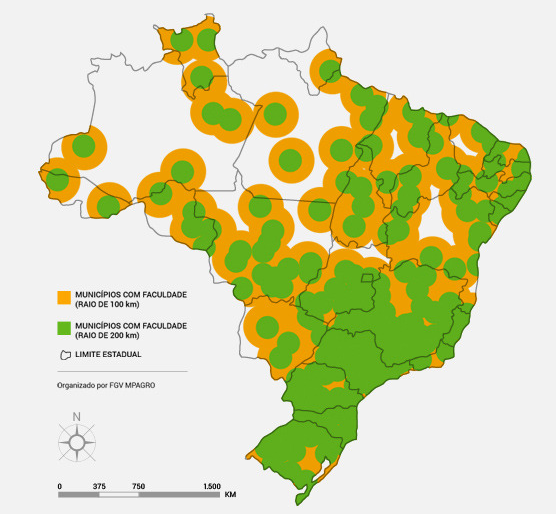 MUNICÍPIOS COM FACULDADE
(RAIO DE 100 km)
MUNICÍPIOS COM FACULDADE
(RAIO DE 200 km)
LIMITE ESTADUAL
Organizado por FGV MPAGRO
N
0 375 750 1.500
KM